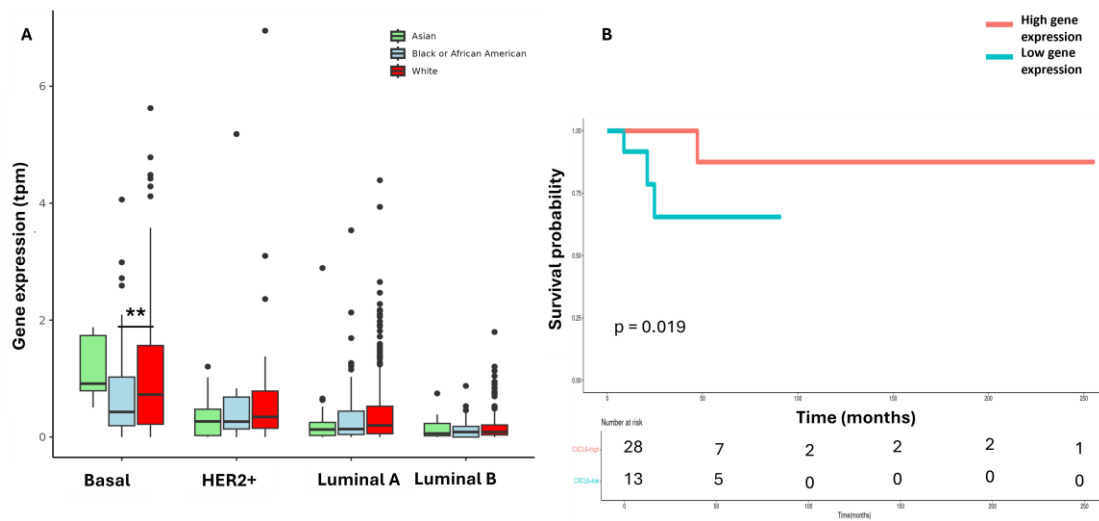 A
Asian
Black or African American
White
6
4
2
0
Gene expression (tpm)
**
Basal
HER2+
Luminal A
Luminal B
B
High gene
expression
Low gene
expression
1.00
0.75
0.50
0.25
0.00
Survival probability
p = 0.019
0
50
100
150
200
250
Time (months)
Number at risk
28
7
2
2
2
1
13
5
0
0
0
0
0
50
100
150
200
250
Time(months)